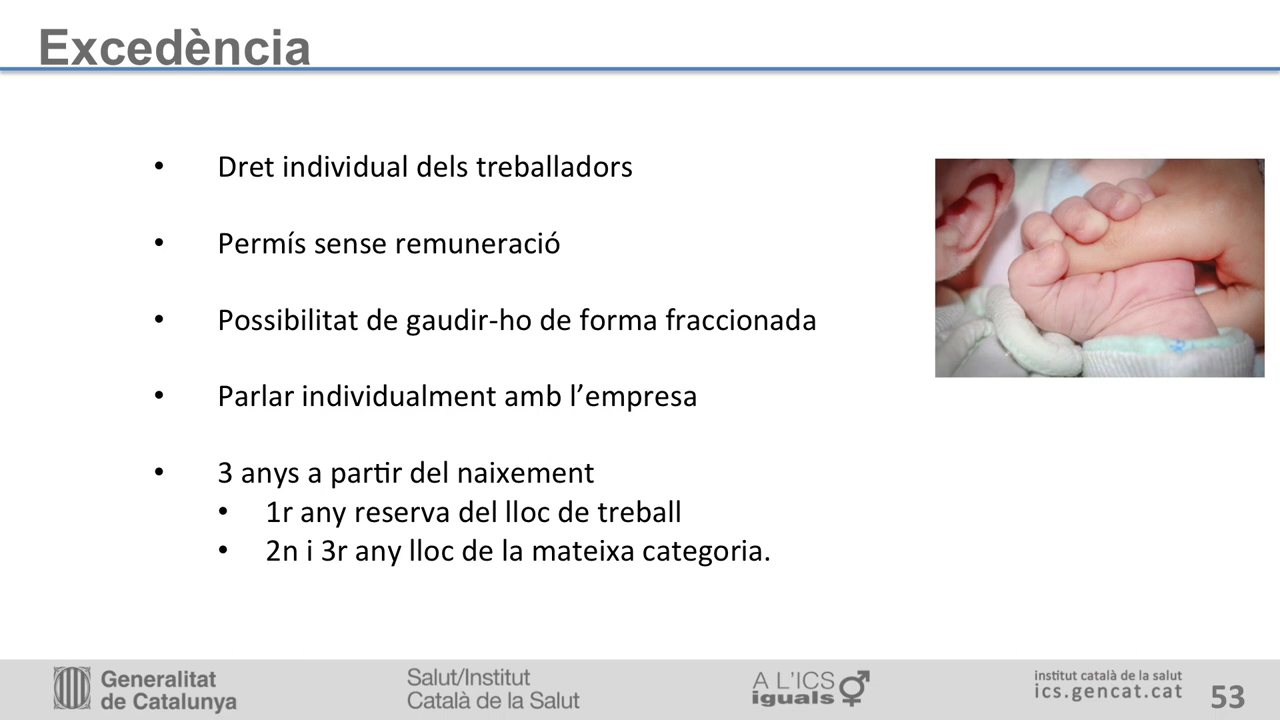 Excedència
• Dret individual dels treballadors
• Permís sense remuneració
• Possibilitat de gaudir-ho de forma fraccionada
• Parlar individualment amb l’empresa
• 3 anys a partir del naixement
• 1r any reserva del lloc de treball
• 2n i 3r any lloc de la mateixa categoria.
Generalitat
de Catalunya
Salut/Institut
Català de la Salut
A L'ICS
iguals
institut català de la salut
ics.gencat.cat
53